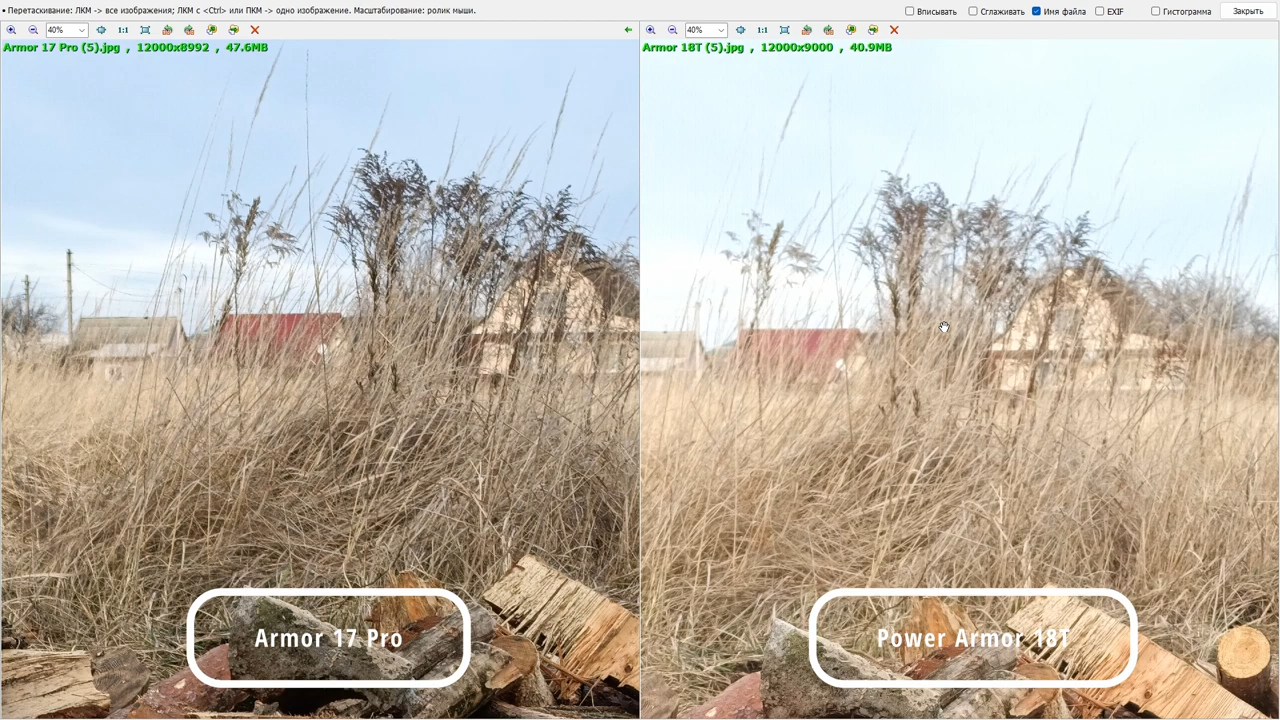 • Перетаскивание: ЛКМ -> все изображения; ЛКМ с <Ctrl> или ПКМ -> одно изображение. Масштабирование: ролик мыши.
Вписывать Сглаживать Имя файла EXIF Гистограмма Закрыть
40% 1:1 40% 1:1
Armor 17 Pro (5).jpg , 12000x8992 , 47.6MB
Armor 18T (5).jpg , 12000x9000 , 40.9MB
Armor 17 Pro
Power Armor 18T